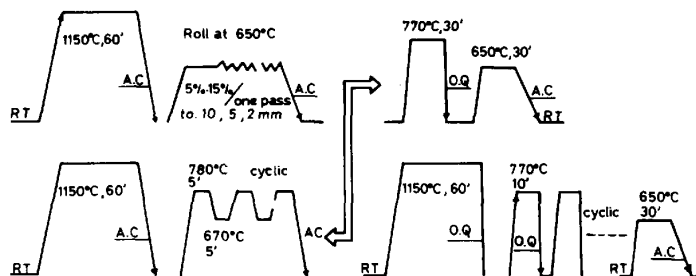 1150°C, 60'
A.C
RT
Roll at 650°C
5%-15%/one pass
to. 10, 5, 2 mm
770°C, 30'
O.Q
650°C, 30'
A.C
RT
1150°C, 60'
A.C
RT
780°C
5'
cyclic
670°C
5'
AC
1150°C, 60'
O.Q
RT
770°C
10'
O.Q
cyclic
650°C
30'
RT
A.C